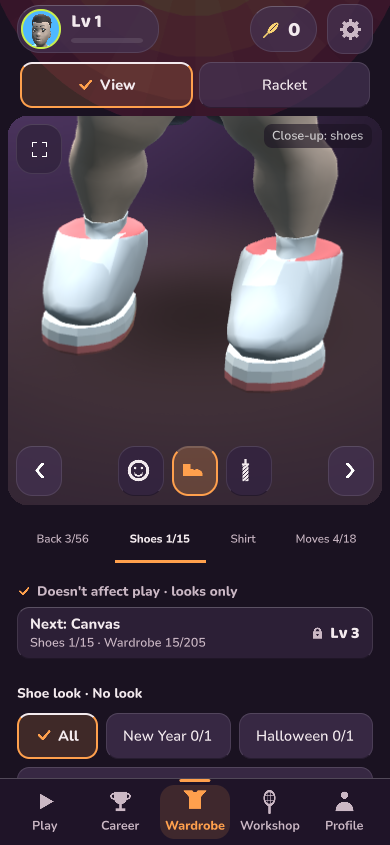 Lv 1
0
View
Racket
Close-up: shoes
Back 3/56
Shoes 1/15
Shirt
Moves 4/18
Doesn't affect play · looks only
Next: Canvas
Shoes 1/15 · Wardrobe 15/205
Lv 3
Shoe look · No look
All
New Year 0/1
Halloween 0/1
Play
Career
Wardrobe
Workshop
Profile